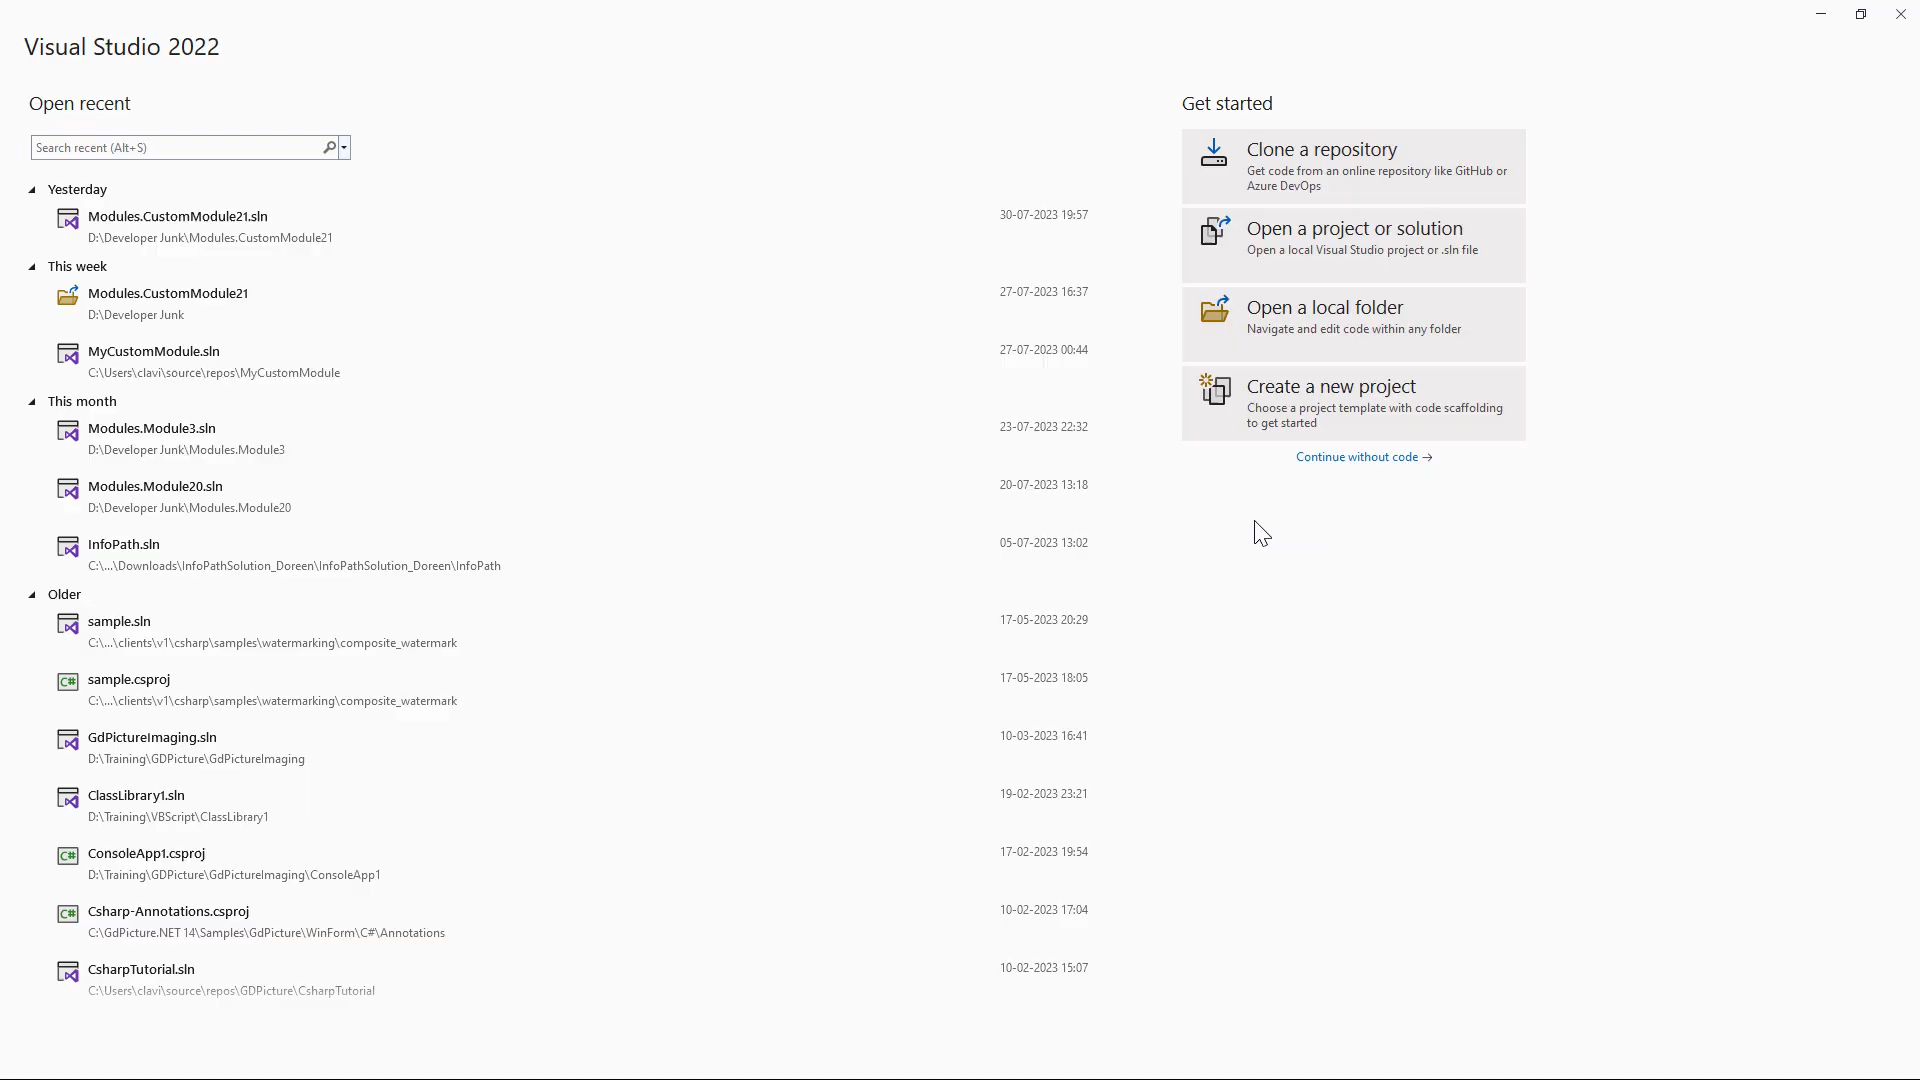 Visual Studio 2022
Open recent
Search recent (Alt+S)
Yesterday
Modules.CustomModule21.sln
30-07-2023 19:57
D:\Developer Junk\Modules.CustomModule21
This week
Modules.CustomModule21
27-07-2023 16:37
D:\Developer Junk
MyCustomModule.sln
27-07-2023 00:44
C:\Users\clavi\source\repos\MyCustomModule
This month
Modules.Module3.sln
23-07-2023 22:32
D:\Developer Junk\Modules.Module3
Modules.Module20.sln
20-07-2023 13:18
D:\Developer Junk\Modules.Module20
InfoPath.sln
05-07-2023 13:02
C:\...\Downloads\InfoPathSolution_Doreen\InfoPathSolution_Doreen\InfoPath
Older
sample.sln
17-05-2023 20:29
C:\...\clients\v1\csharp\samples\watermarking\composite_watermark
sample.csproj
17-05-2023 18:05
C:\...\clients\v1\csharp\samples\watermarking\composite_watermark
GdPictureImaging.sln
10-03-2023 16:41
D:\Training\GDPicture\GdPictureImaging
ClassLibrary1.sln
19-02-2023 23:21
D:\Training\VBScript\ClassLibrary1
ConsoleApp1.csproj
17-02-2023 19:54
D:\Training\GDPicture\GdPictureImaging\ConsoleApp1
Csharp-Annotations.csproj
10-02-2023 17:04
C:\GdPicture.NET 14\Samples\GdPicture\WinForm\C#\Annotations
CsharpTutorial.sln
10-02-2023 15:07
C:\Users\clavi\source\repos\GDPicture\CsharpTutorial
Get started
Clone a repository
Get code from an online repository like GitHub or
Azure DevOps
Open a project or solution
Open a local Visual Studio project or .sln file
Open a local folder
Navigate and edit code within any folder
Create a new project
Choose a project template with code scaffolding
to get started
Continue without code →